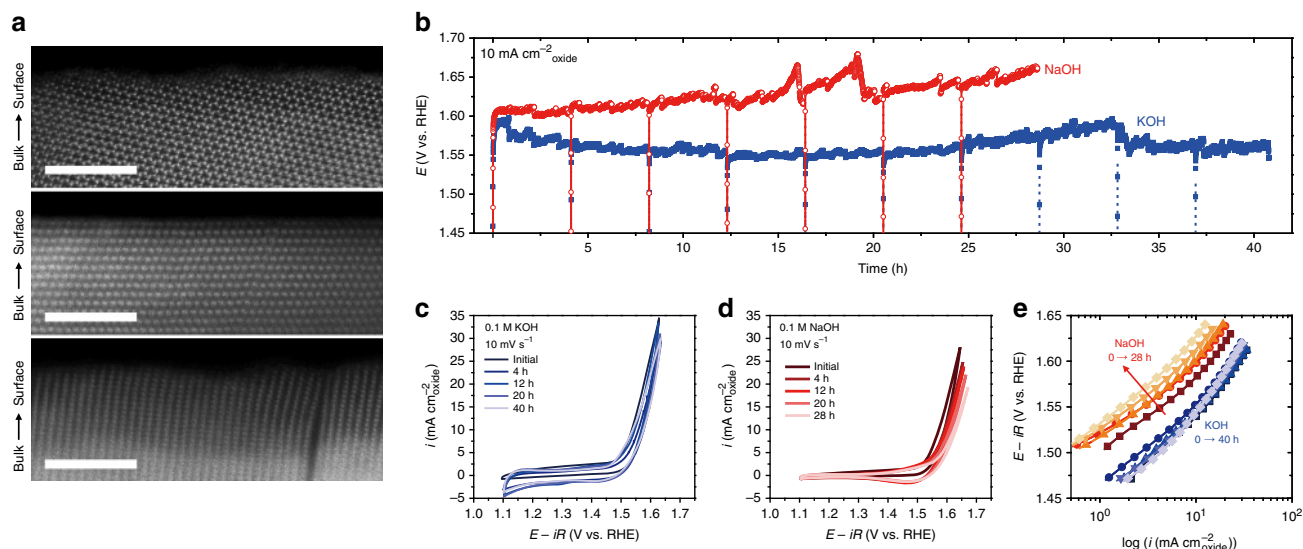 a
Bulk → Surface
Bulk → Surface
Bulk → Surface
b
10 mA cm⁻²oxide
NaOH
KOH
E (V vs. RHE)
1.70
1.65
1.60
1.55
1.50
1.45
5 10 15 20 25 30 35 40
Time (h)
c
0.1 M KOH
10 mV s⁻¹
Initial
4 h
12 h
20 h
40 h
i (mA cm⁻²oxide)
35
30
25
20
15
10
5
0
−5
1.0 1.1 1.2 1.3 1.4 1.5 1.6 1.7
E − iR (V vs. RHE)
d
0.1 M NaOH
10 mV s⁻¹
Initial
4 h
12 h
20 h
28 h
i (mA cm⁻²oxide)
35
30
25
20
15
10
5
0
−5
1.0 1.1 1.2 1.3 1.4 1.5 1.6 1.7
E − iR (V vs. RHE)
e
NaOH
0 → 28 h
KOH
0 → 40 h
E − iR (V vs. RHE)
1.65
1.61
1.57
1.53
1.49
1.45
10⁰ 10¹ 10²
log (i (mA cm⁻²oxide))